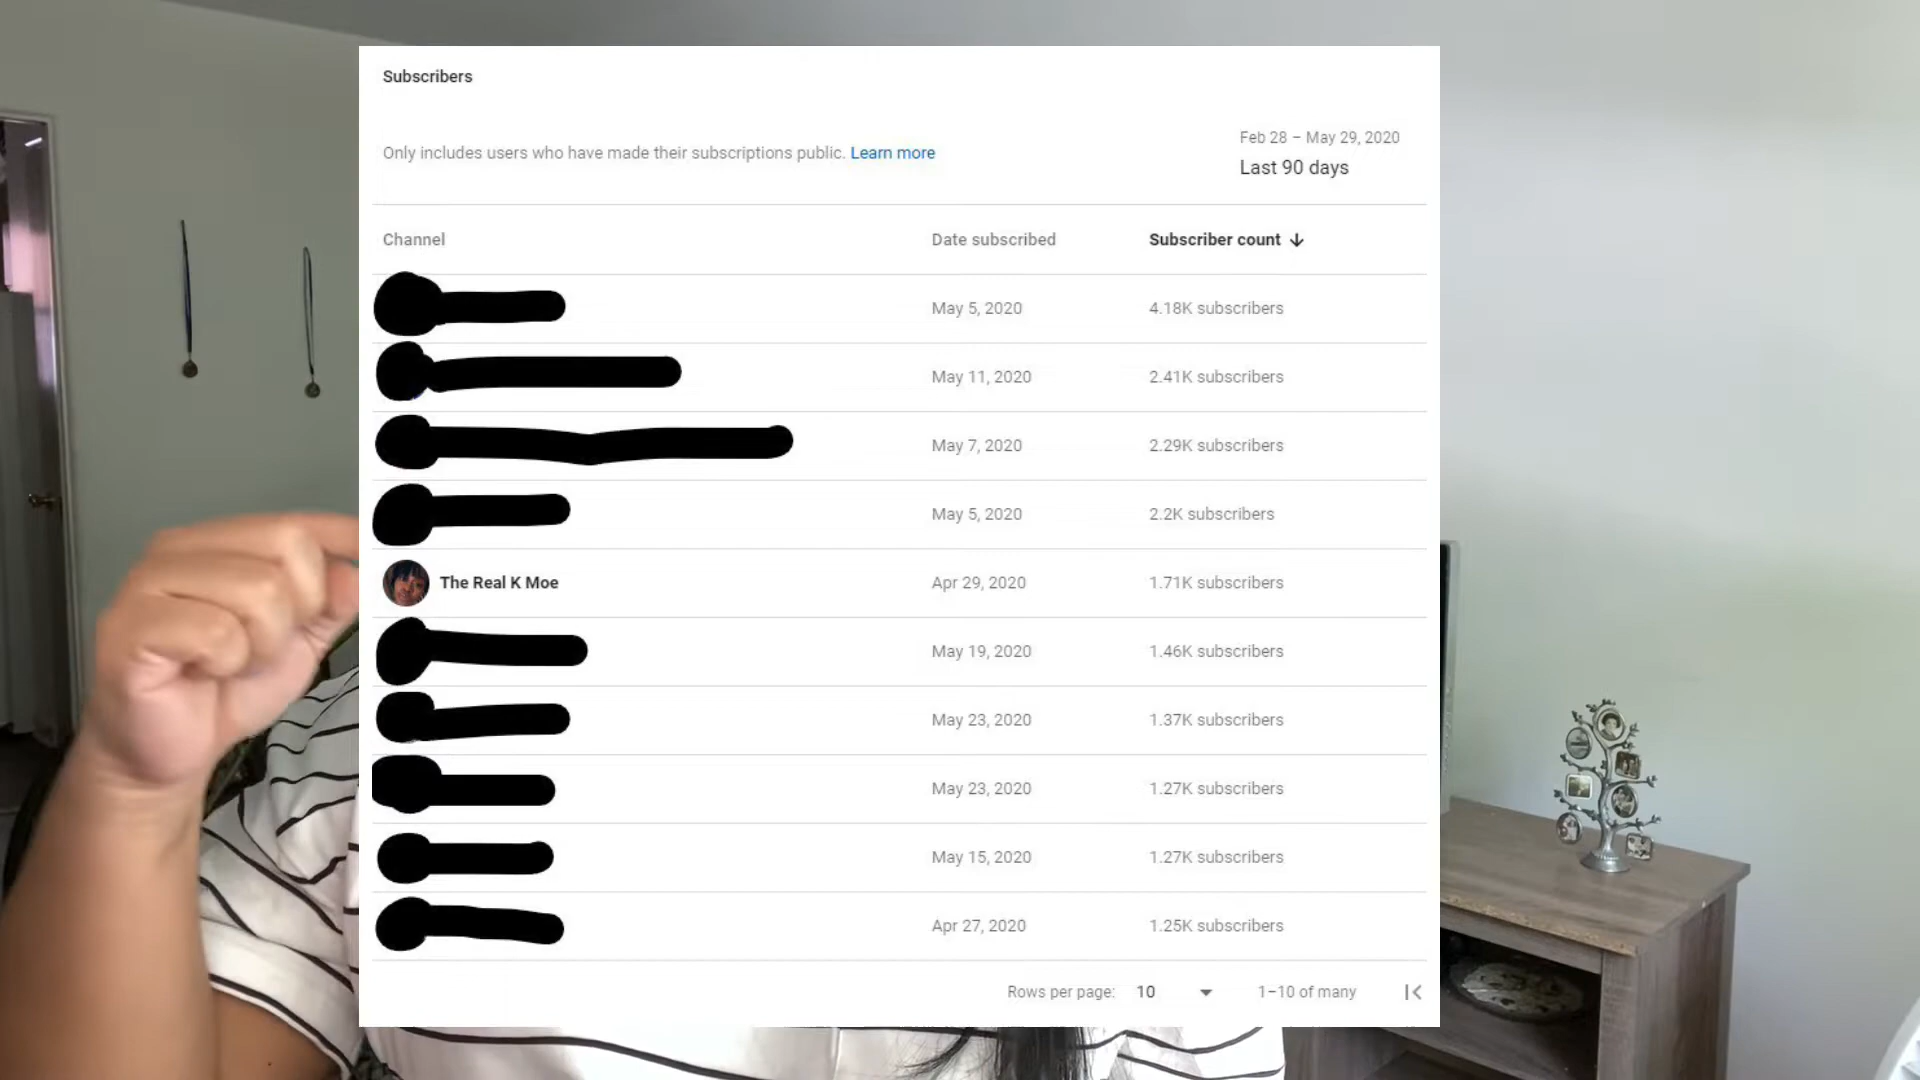 Subscribers
Only includes users who have made their subscriptions public. Learn more
Feb 28 – May 29, 2020
Last 90 days
Channel Date subscribed Subscriber count
May 5, 2020 4.18K subscribers
May 11, 2020 2.41K subscribers
May 7, 2020 2.29K subscribers
May 5, 2020 2.2K subscribers
The Real K Moe Apr 29, 2020 1.71K subscribers
May 19, 2020 1.46K subscribers
May 23, 2020 1.37K subscribers
May 23, 2020 1.27K subscribers
May 15, 2020 1.27K subscribers
Apr 27, 2020 1.25K subscribers
Rows per page: 10 1–10 of many